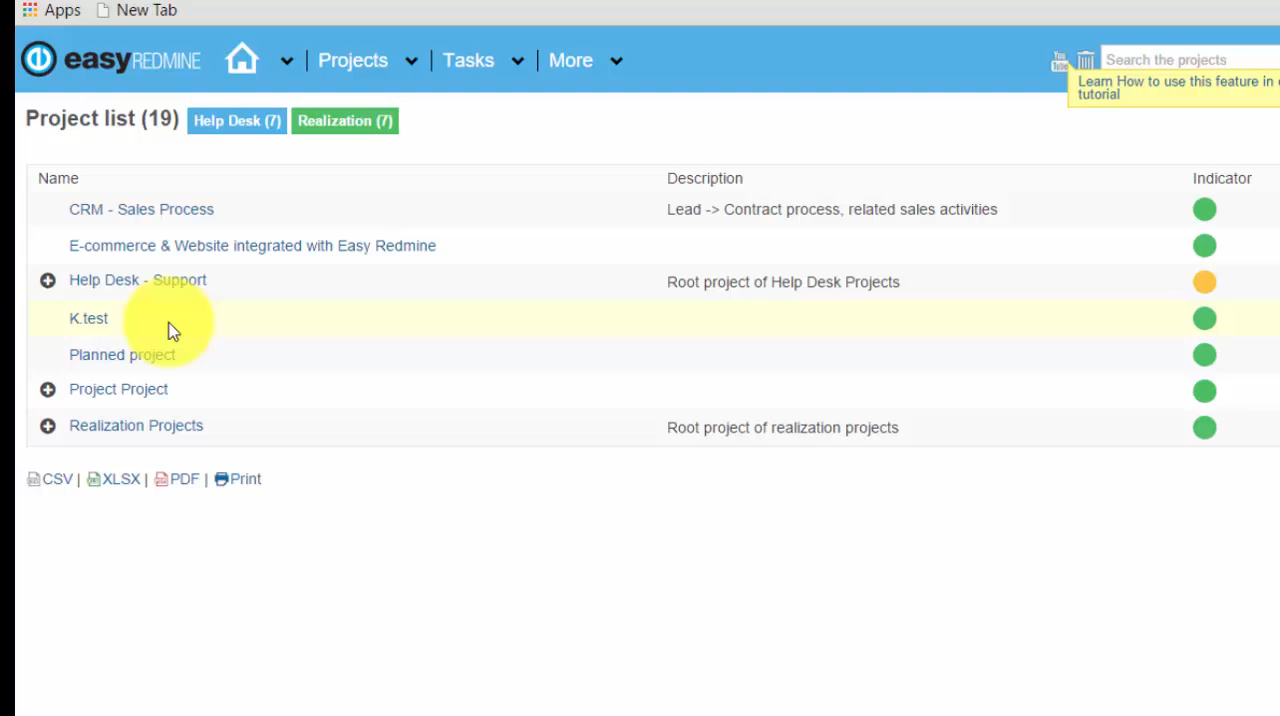 Apps New Tab
easyREDMINE Projects Tasks More You Tube Search the projects
Learn How to use this feature in
tutorial
Project list (19) Help Desk (7) Realization (7)
Name Description Indicator
CRM - Sales Process Lead -> Contract process, related sales activities
E-commerce & Website integrated with Easy Redmine
Help Desk - Support Root project of Help Desk Projects
K.test
Planned project
Project Project
Realization Projects Root project of realization projects
CSV | XLSX | PDF | Print